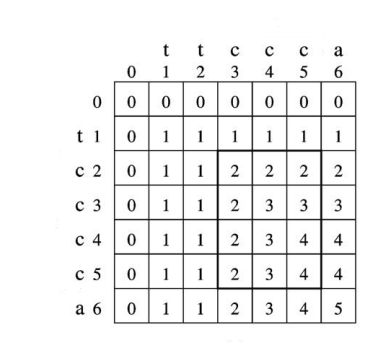 t t c c c a
0 1 2 3 4 5 6
0 0 0 0 0 0 0 0
t 1 0 1 1 1 1 1 1
c 2 0 1 1 2 2 2 2
c 3 0 1 1 2 3 3 3
c 4 0 1 1 2 3 4 4
c 5 0 1 1 2 3 4 4
a 6 0 1 1 2 3 4 5